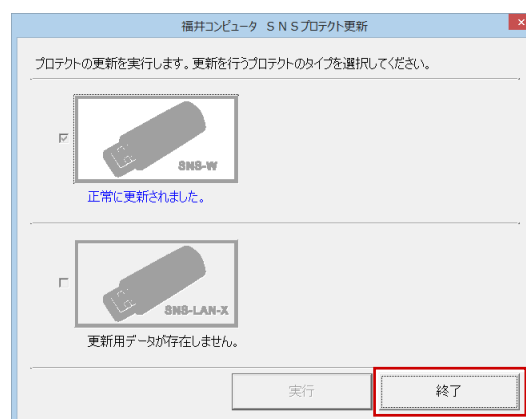 福井コンピュータ ＳＮＳプロテクト更新
プロテクトの更新を実行します。更新を行うプロテクトのタイプを選択してください。
SNS-W
正常に更新されました。
SNS-LAN-X
更新用データが存在しません。
実行
終了